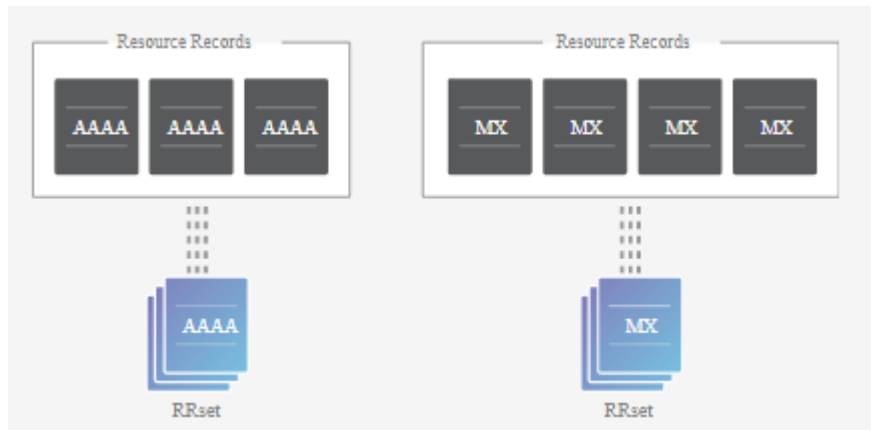 Resource Records
AAAA AAAA AAAA
AAAA
RRset
Resource Records
MX MX MX MX
MX
RRset